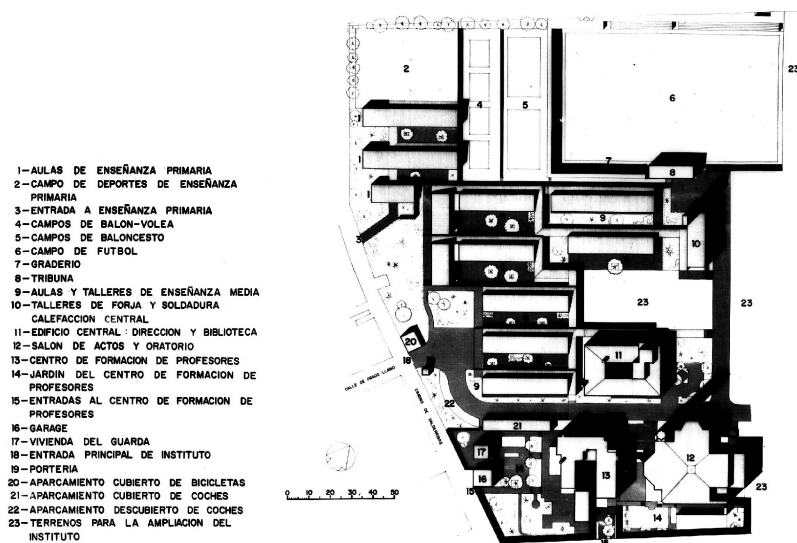 1-AULAS DE ENSEÑANZA PRIMARIA
2-CAMPO DE DEPORTES DE ENSEÑANZA
PRIMARIA
3-ENTRADA A ENSEÑANZA PRIMARIA
4-CAMPOS DE BALON-VOLEA
5-CAMPOS DE BALONCESTO
6-CAMPO DE FUTBOL
7-GRADERIO
8-TRIBUNA
9-AULAS Y TALLERES DE ENSEÑANZA MEDIA
10-TALLERES DE FORJA Y SOLDADURA
CALEFACCION CENTRAL
11-EDIFICIO CENTRAL: DIRECCION Y BIBLIOTECA
12-SALON DE ACTOS Y ORATORIO
13-CENTRO DE FORMACION DE PROFESORES
14-JARDIN DEL CENTRO DE FORMACION DE
PROFESORES
15-ENTRADAS AL CENTRO DE FORMACION DE
PROFESORES
16-GARAGE
17-VIVIENDA DEL GUARDA
18-ENTRADA PRINCIPAL DE INSTITUTO
19-PORTERIA
20-APARCAMIENTO CUBIERTO DE BICICLETAS
21-APARCAMIENTO CUBIERTO DE COCHES
22-APARCAMIENTO DESCUBIERTO DE COCHES
23-TERRENOS PARA LA AMPLIACION DEL
INSTITUTO
0 10 20 30 40 50
2
4
5
6
23
1
1
7
8
1
9
3
10
23
23
20
11
18
CALLE DE PRADO LLANO
9
22
21
17
12
16
13
15
23
14